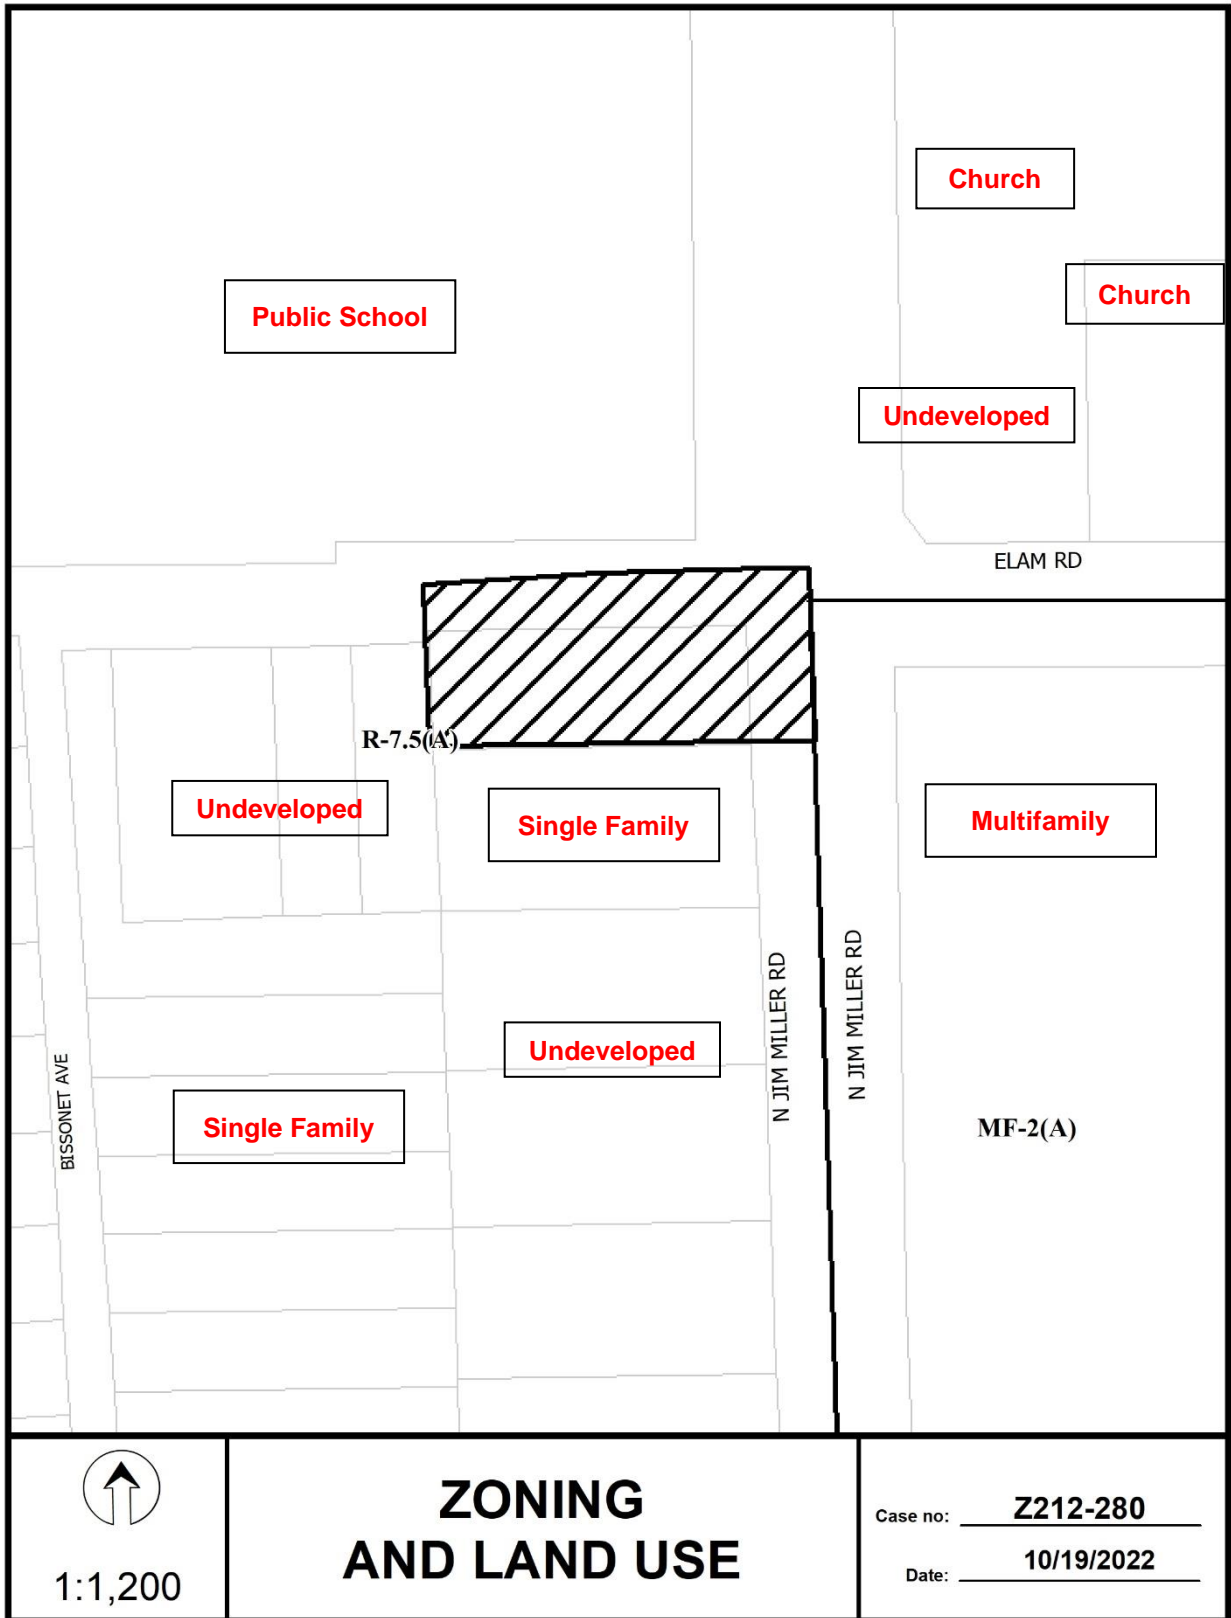 Church
Church
Public School
Undeveloped
ELAM RD
R-7.5(A)
Undeveloped
Single Family
Multifamily
N JIM MILLER RD
N JIM MILLER RD
Undeveloped
BISSONET AVE
Single Family
MF-2(A)
1:1,200
ZONING
AND LAND USE
Case no: Z212-280
Date: 10/19/2022